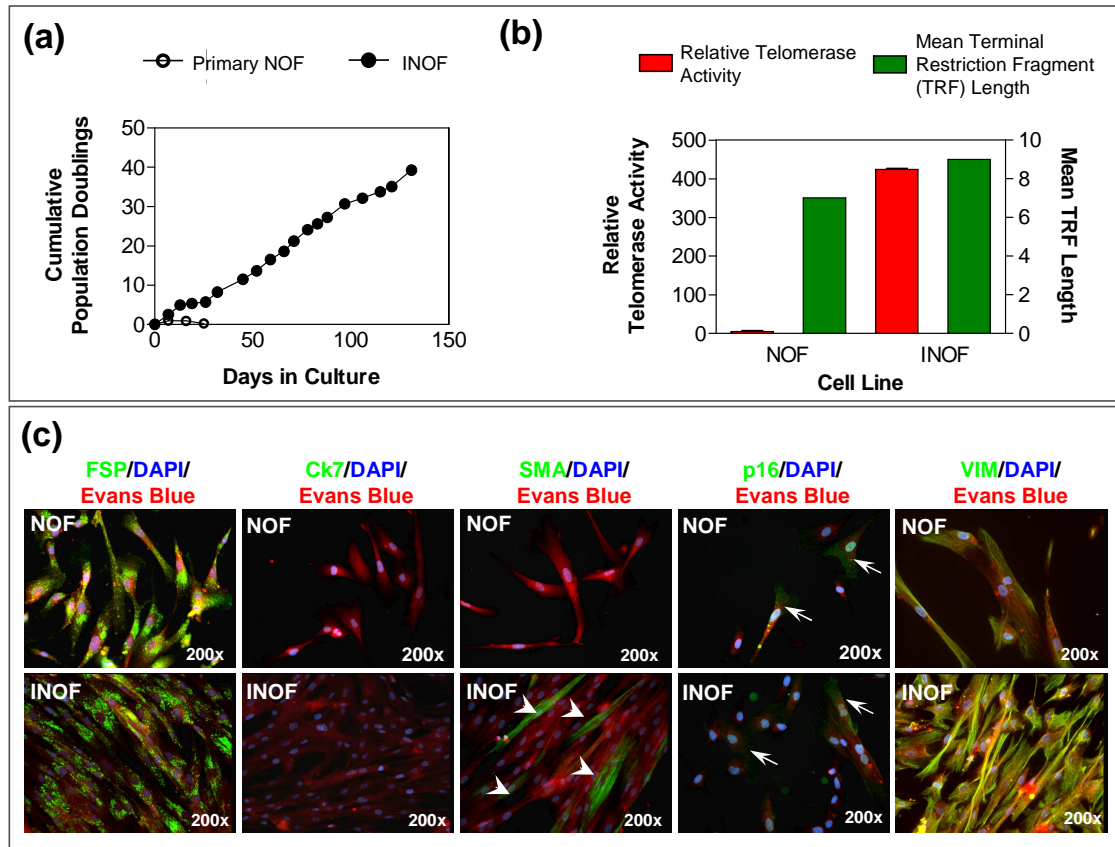 (a)
Primary NOF
INOF
Cumulative
Population Doublings
50
40
30
20
10
0
0
50
100
150
Days in Culture
(b)
Relative Telomerase
Activity
Mean Terminal
Restriction Fragment
(TRF) Length
Relative
Telomerase Activity
500
400
300
200
100
0
10
8
6
4
2
0
Mean TRF
Length
NOF
INOF
Cell Line
(c)
FSP/DAPI/
Evans Blue
Ck7/DAPI/
Evans Blue
SMA/DAPI/
Evans Blue
p16/DAPI/
Evans Blue
VIM/DAPI/
Evans Blue
NOF
200x
NOF
200x
NOF
200x
NOF
200x
NOF
200x
INOF
200x
INOF
200x
INOF
200x
INOF
200x
INOF
200x